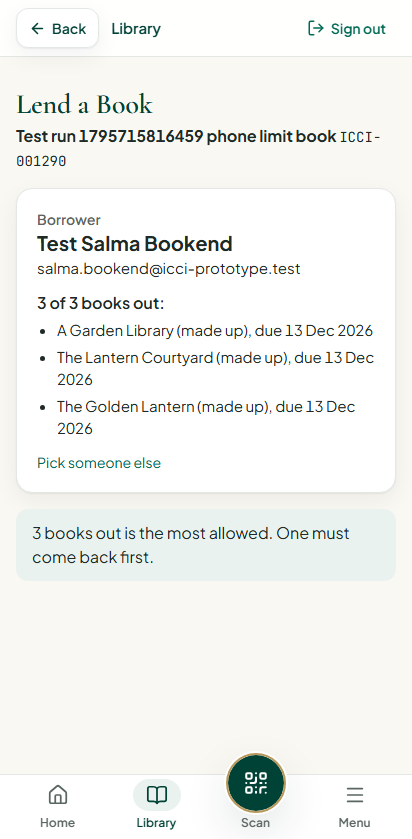 Back
Library
Sign out
Lend a Book
Test run 1795715816459 phone limit book ICCI-
001290
Borrower
Test Salma Bookend
salma.bookend@icci-prototype.test
3 of 3 books out:
A Garden Library (made up), due 13 Dec 2026
The Lantern Courtyard (made up), due 13 Dec
2026
The Golden Lantern (made up), due 13 Dec
2026
Pick someone else
3 books out is the most allowed. One must
come back first.
Home
Library
Scan
Menu